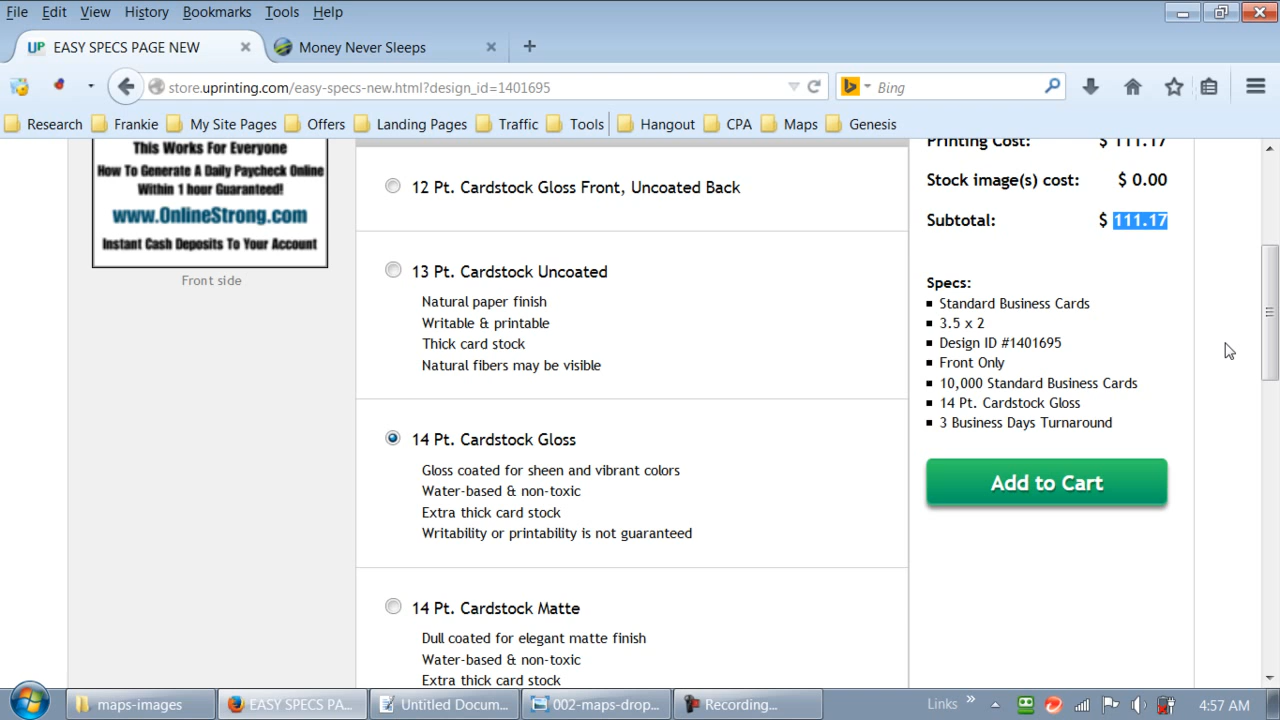 File Edit View History Bookmarks Tools Help
UP EASY SPECS PAGE NEW
Money Never Sleeps
store.uprinting.com/easy-specs-new.html?design_id=1401695
Bing
Research Frankie My Site Pages Offers Landing Pages Traffic Tools Hangout CPA Maps Genesis
This Works For Everyone
How To Generate A Daily Paycheck Online
Within 1 hour Guaranteed!
www.OnlineStrong.com
Instant Cash Deposits To Your Account
Front side
12 Pt. Cardstock Gloss Front, Uncoated Back
13 Pt. Cardstock Uncoated
Natural paper finish
Writable & printable
Thick card stock
Natural fibers may be visible
14 Pt. Cardstock Gloss
Gloss coated for sheen and vibrant colors
Water-based & non-toxic
Extra thick card stock
Writability or printability is not guaranteed
14 Pt. Cardstock Matte
Dull coated for elegant matte finish
Water-based & non-toxic
Extra thick card stock
Printing Cost: $ 111.17
Stock image(s) cost: $ 0.00
Subtotal: $ 111.17
Specs:
Standard Business Cards
3.5 x 2
Design ID #1401695
Front Only
10,000 Standard Business Cards
14 Pt. Cardstock Gloss
3 Business Days Turnaround
Add to Cart
maps-images
EASY SPECS PA...
Untitled Docum...
002-maps-drop...
Recording...
Links »
4:57 AM